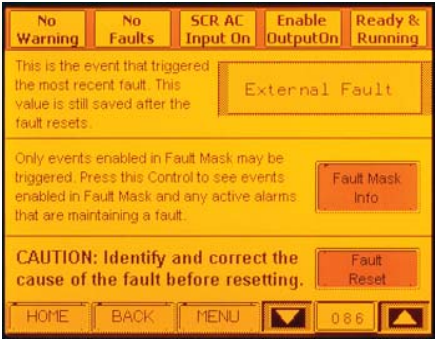 No No SCR AC Enable Ready &
Warning Faults Input On OutputOn Running
This is the event that triggered
the most recent fault. This
value is still saved after the
fault resets.
External Fault
Only events enabled in Fault Mask may be
triggered. Press this Control to see events
enabled in Fault Mask and any active alarms
that are maintaining a fault.
Fault Mask
Info
CAUTION: Identify and correct the
cause of the fault before resetting.
Fault
Reset
HOME BACK MENU 086